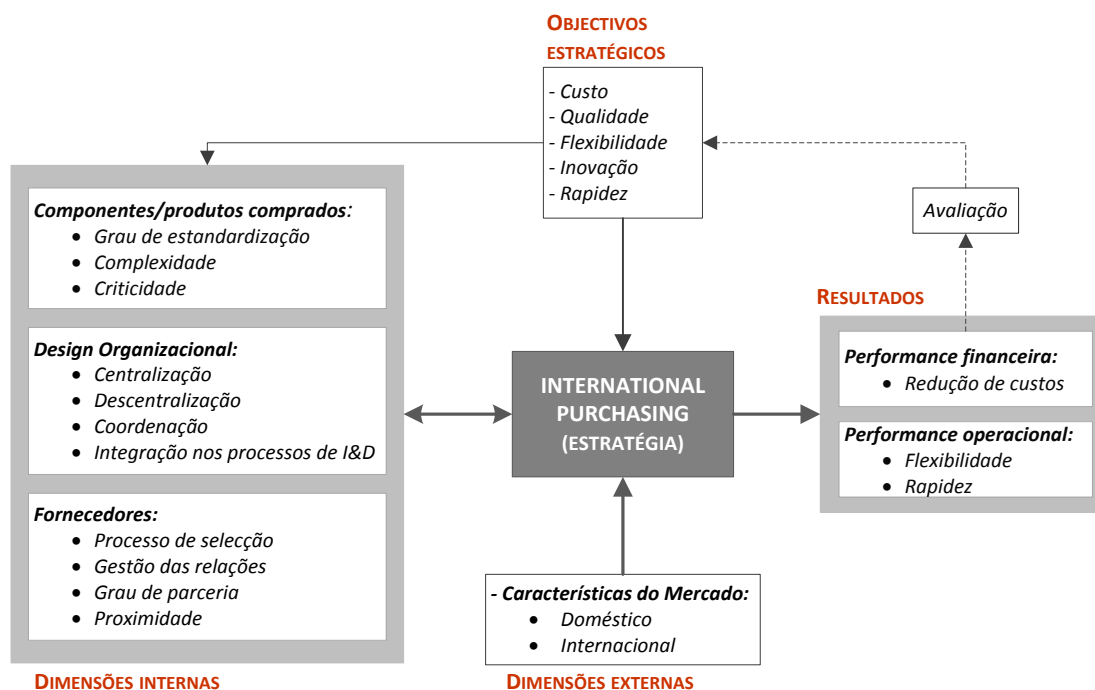 OBJECTIVOS
ESTRATÉGICOS
- Custo
- Qualidade
- Flexibilidade
- Inovação
- Rapidez
Componentes/produtos comprados:
• Grau de estandardização
• Complexidade
• Criticidade
Design Organizacional:
• Centralização
• Descentralização
• Coordenação
• Integração nos processos de I&D
Fornecedores:
• Processo de selecção
• Gestão das relações
• Grau de parceria
• Proximidade
DIMENSÕES INTERNAS
INTERNATIONAL
PURCHASING
(ESTRATÉGIA)
- Características do Mercado:
• Doméstico
• Internacional
DIMENSÕES EXTERNAS
Avaliação
RESULTADOS
Performance financeira:
• Redução de custos
Performance operacional:
• Flexibilidade
• Rapidez